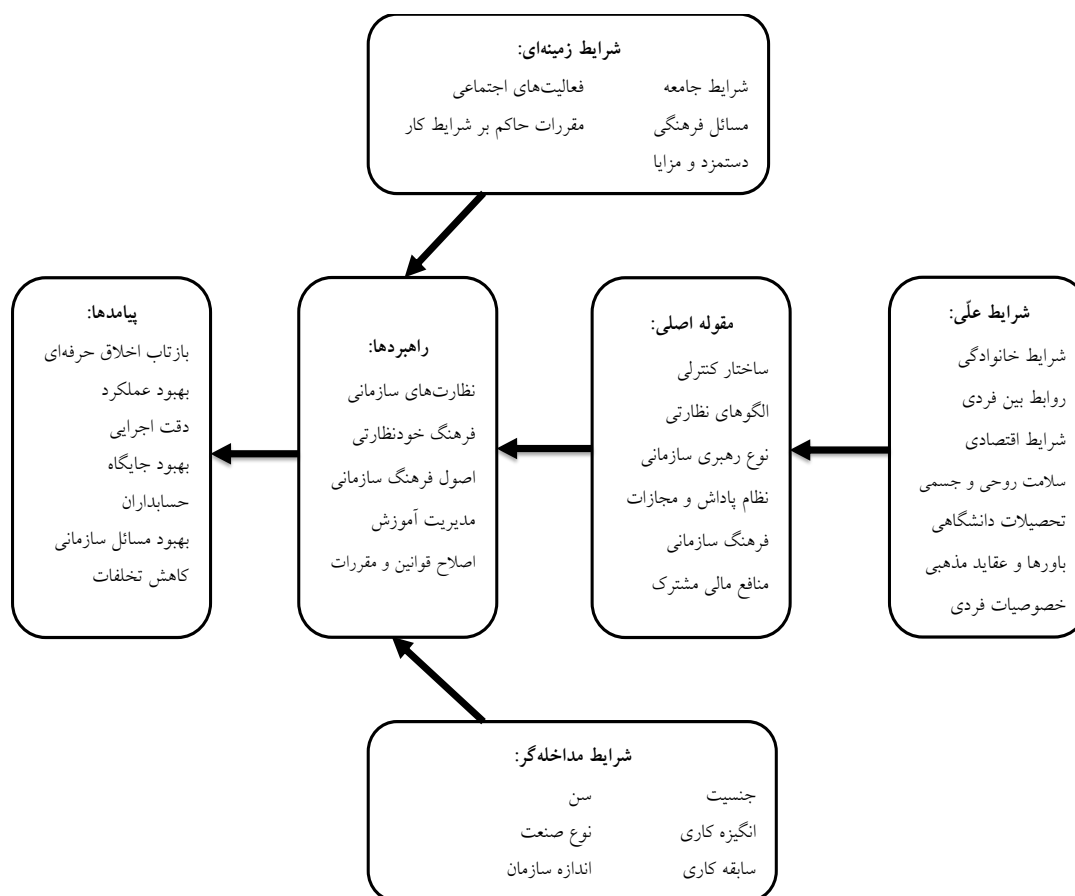 شرایط زمینه‌ای:
شرایط جامعه فعالیت‌های اجتماعی
مسائل فرهنگی مقررات حاکم بر شرایط کار
دستمزد و مزایا
شرایط علّی:
شرایط خانوادگی
روابط بین فردی
شرایط اقتصادی
سلامت روحی و جسمی
تحصیلات دانشگاهی
باورها و عقاید مذهبی
خصوصیات فردی
مقوله اصلی:
ساختار کنترلی
الگوهای نظارتی
نوع رهبری سازمانی
نظام پاداش و مجازات
فرهنگ سازمانی
منافع مالی مشترک
راهبردها:
نظارت‌های سازمانی
فرهنگ خودنظارتی
اصول فرهنگ سازمانی
مدیریت آموزش
اصلاح قوانین و مقررات
پیامدها:
بازتاب اخلاق حرفه‌ای
بهبود عملکرد
دقت اجرایی
بهبود جایگاه
حسابداران
بهبود مسائل سازمانی
کاهش تخلفات
شرایط مداخله‌گر:
جنسیت سن
انگیزه کاری نوع صنعت
سابقه کاری اندازه سازمان